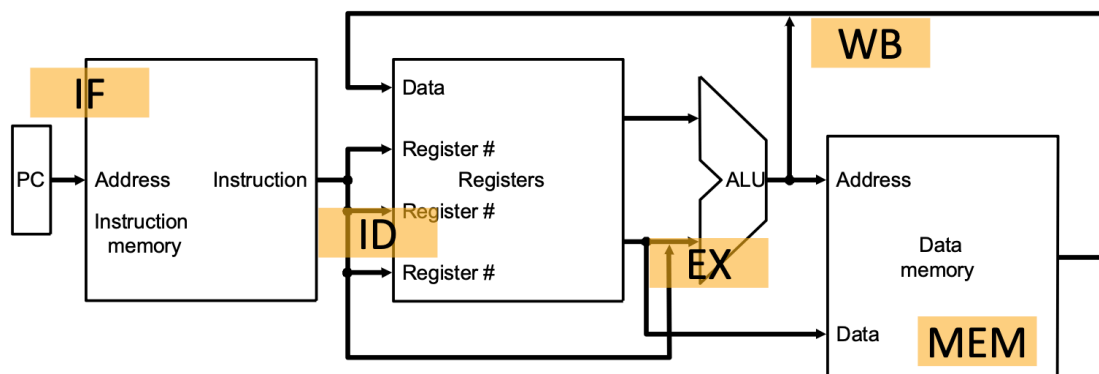 WB
IF
Data
Register #
PC
Address
Instruction
Registers
ALU
Address
Instruction
memory
ID
Register #
EX
Data
memory
Register #
Data
MEM